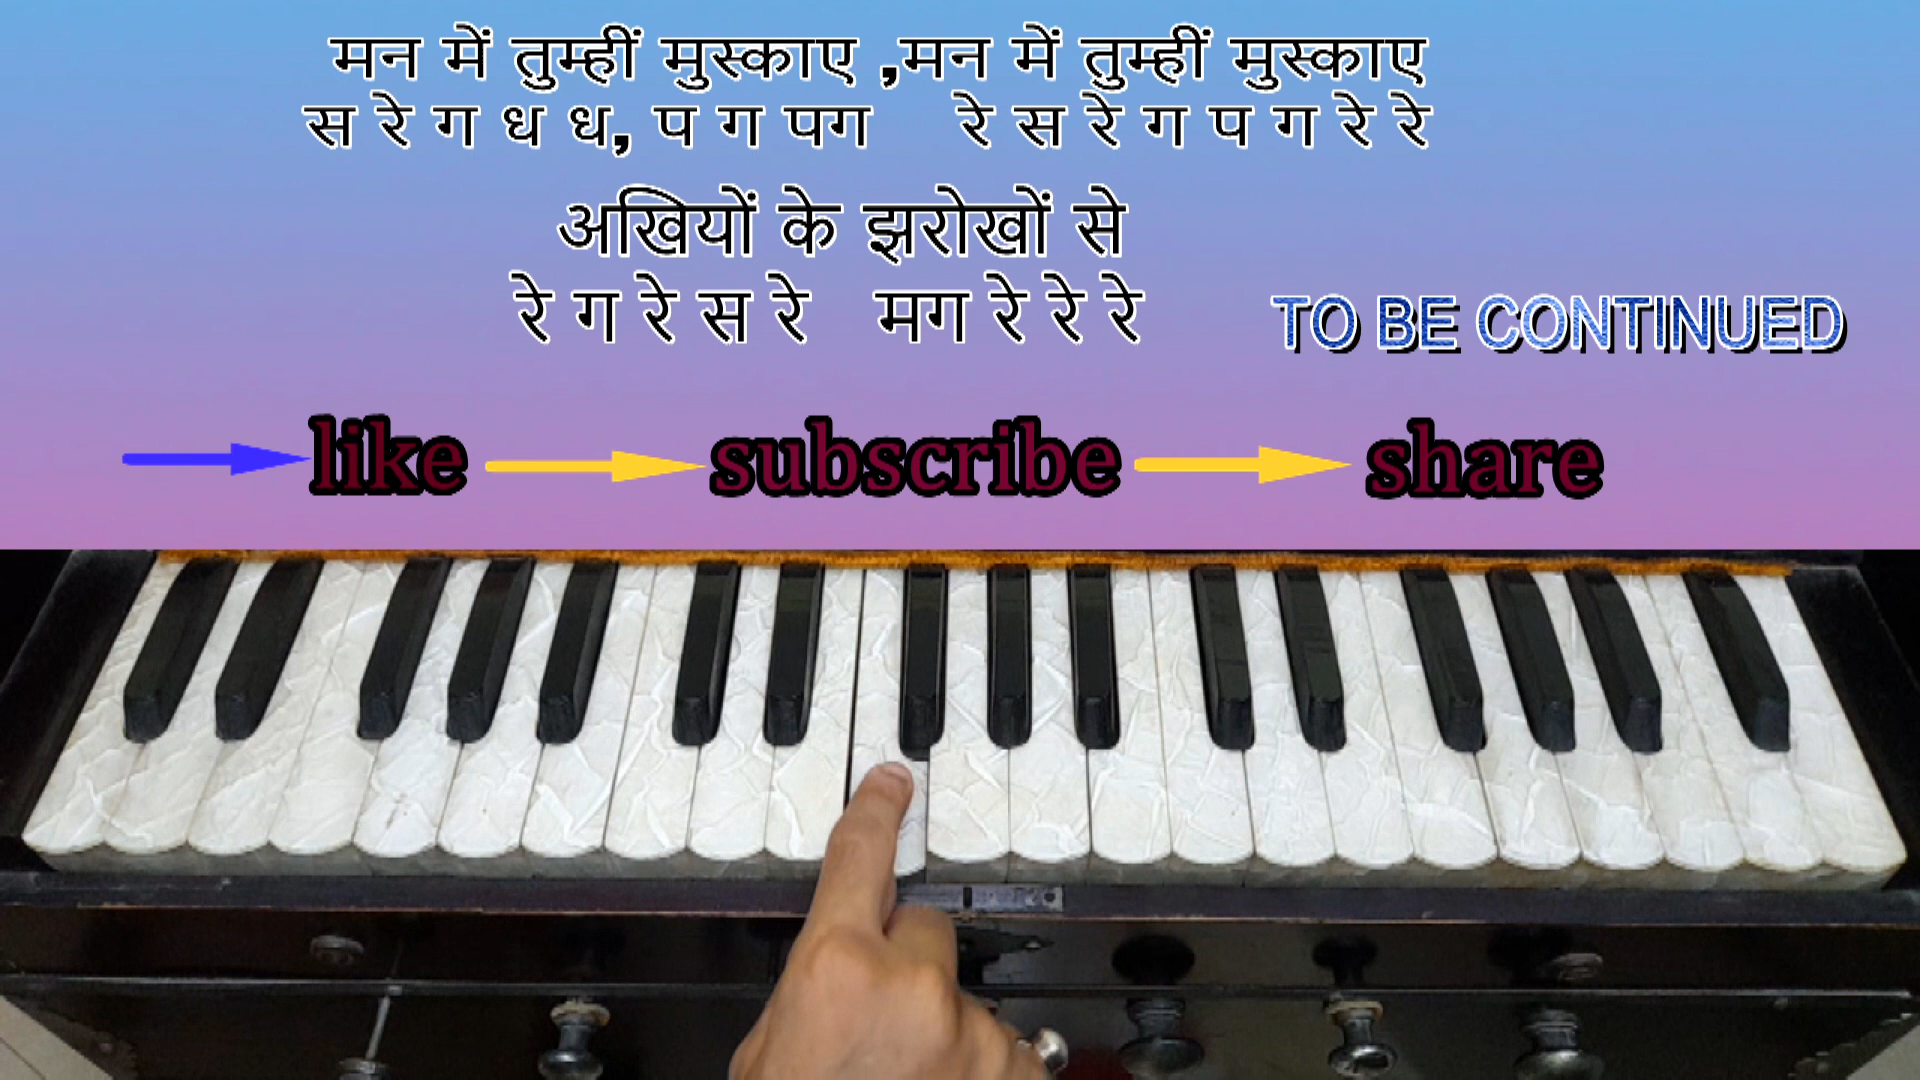 मन में तुम्हीं मुस्काए ,मन में तुम्हीं मुस्काए
स रे ग ध ध, प ग पग रे स रे ग प ग रे रे
अखियों के झरोखों से
रे ग रे स रे मग रे रे रे
TO BE CONTINUED
like subscribe share